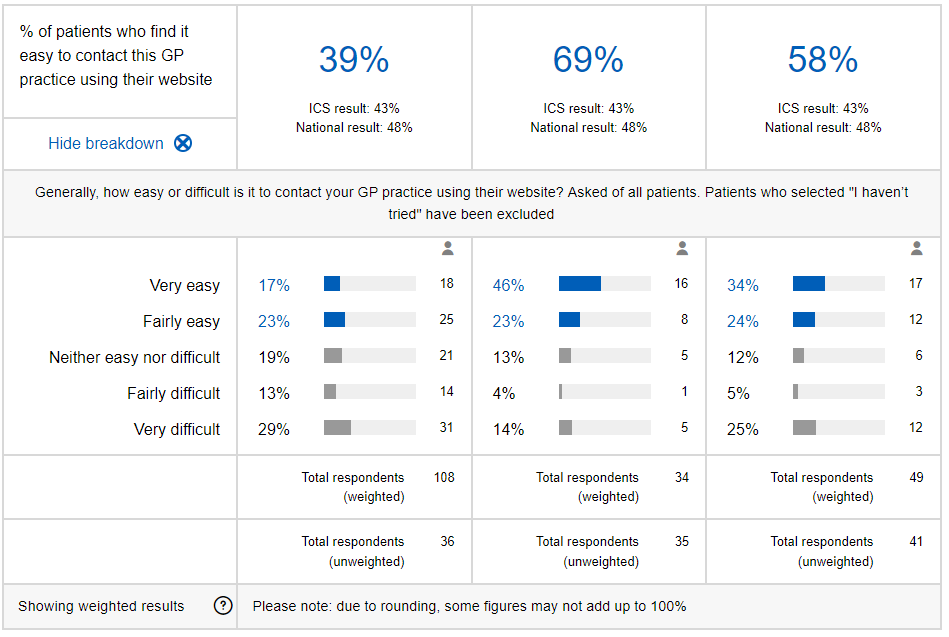 % of patients who find it
easy to contact this GP
practice using their website
39%
ICS result: 43%
National result: 48%
69%
ICS result: 43%
National result: 48%
58%
ICS result: 43%
National result: 48%
Hide breakdown
Generally, how easy or difficult is it to contact your GP practice using their website? Asked of all patients. Patients who selected "I haven’t
tried" have been excluded
Very easy 17% 18 46% 16 34% 17
Fairly easy 23% 25 23% 8 24% 12
Neither easy nor difficult 19% 21 13% 5 12% 6
Fairly difficult 13% 14 4% 1 5% 3
Very difficult 29% 31 14% 5 25% 12
Total respondents 108 Total respondents 34 Total respondents 49
(weighted) (weighted) (weighted)
Total respondents 36 Total respondents 35 Total respondents 41
(unweighted) (unweighted) (unweighted)
Showing weighted results ? Please note: due to rounding, some figures may not add up to 100%